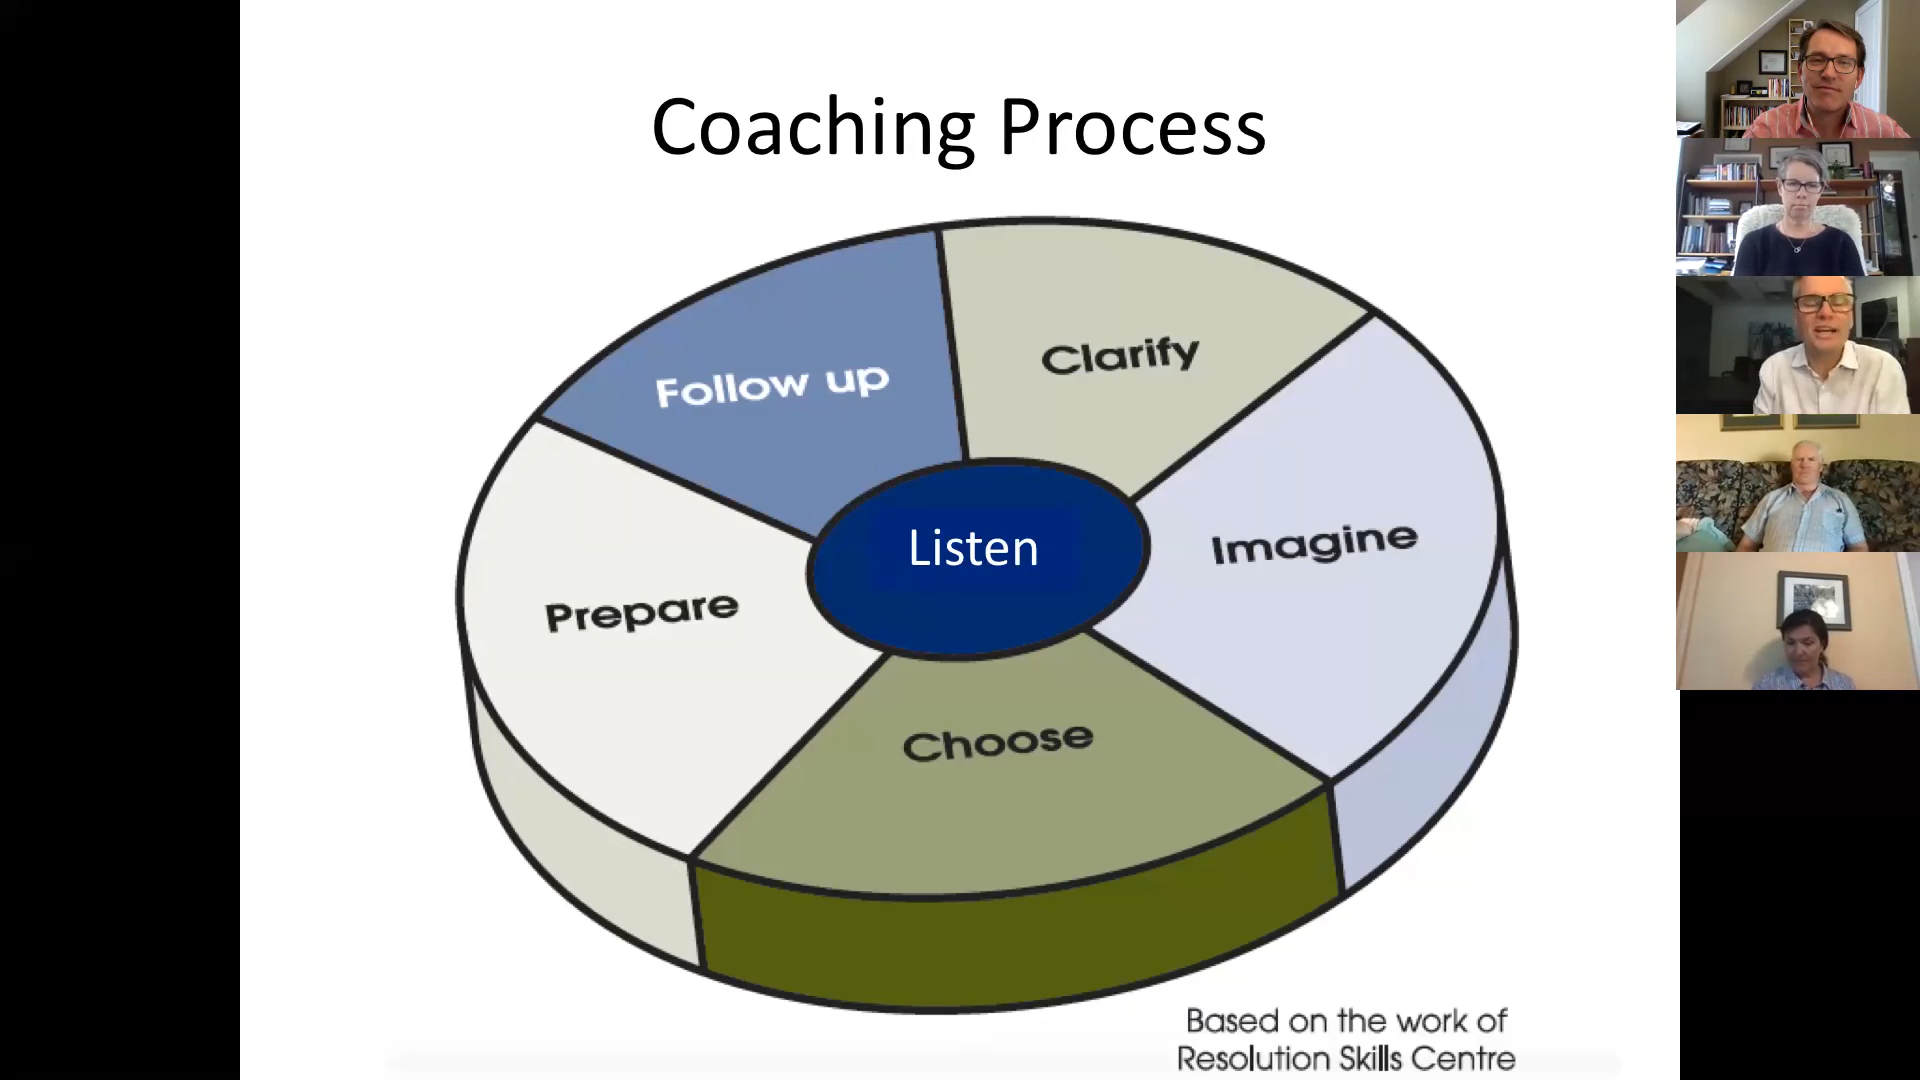 Coaching Process
Clarify
Follow up
Imagine
Listen
Prepare
Choose
Based on the work of
Resolution Skills Centre